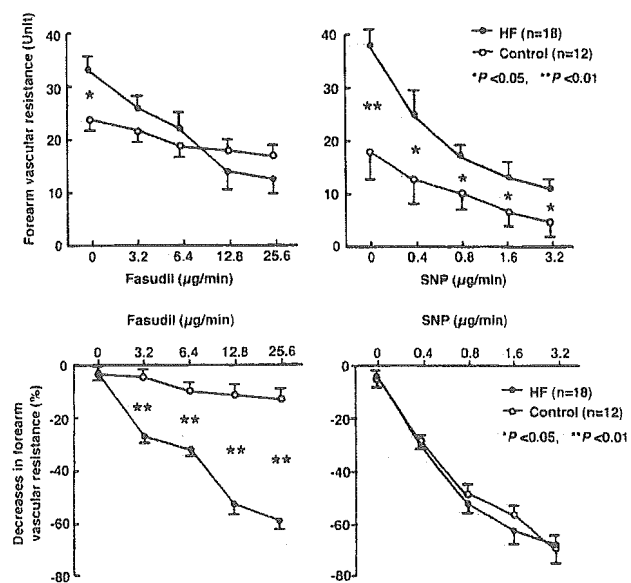 Forearm vascular resistance (Unit)
40
30
20
10
0
*
0 3.2 6.4 12.8 25.6
Fasudil (µg/min)
40
30
20
10
0
HF (n=18)
Control (n=12)
*P<0.05, **P<0.01
**
*
*
*
*
0 0.4 0.8 1.6 3.2
SNP (µg/min)
Fasudil (µg/min)
0 3.2 6.4 12.8 25.6
Decreases in forearm
vascular resistance (%)
0
-20
-40
-60
-80
**
**
**
**
SNP (µg/min)
0 0.4 0.8 1.6 3.2
0
-20
-40
-60
-80
HF (n=18)
Control (n=12)
*P<0.05, **P<0.01